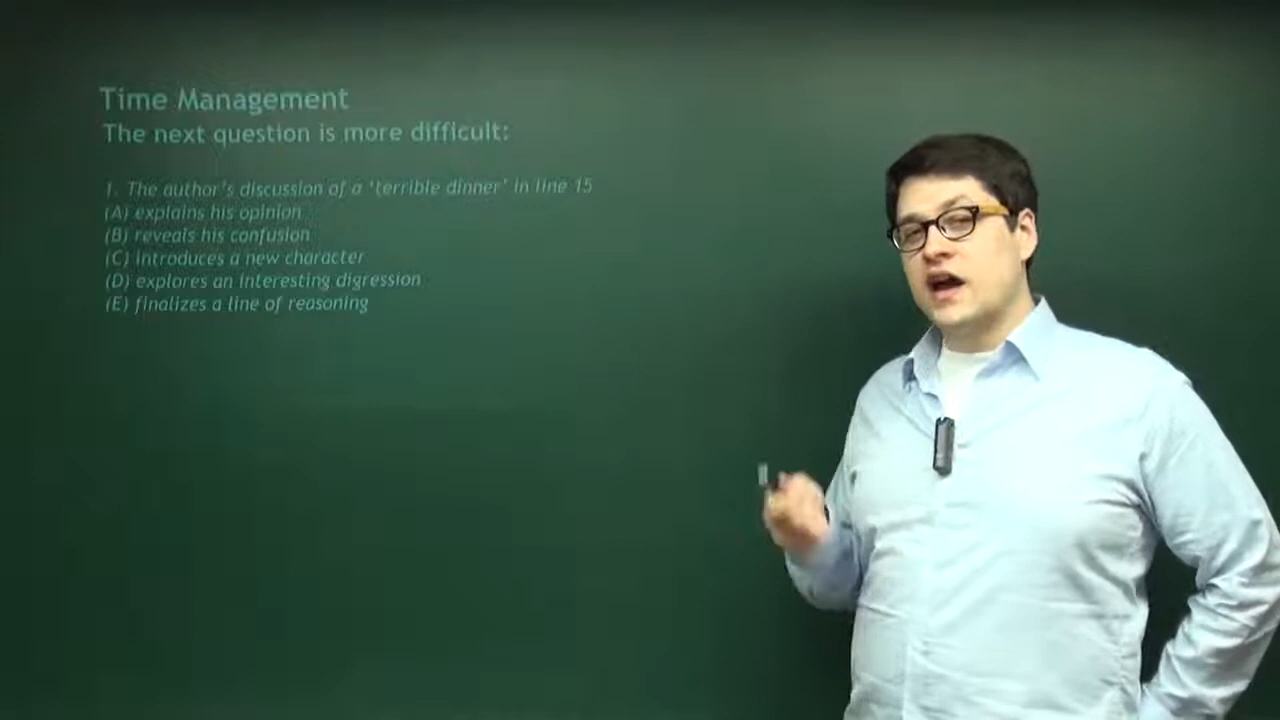 Time Management
The next question is more difficult:
1. The author's discussion of a 'terrible dinner' in line 15
(A) explains his opinion
(B) reveals his confusion
(C) introduces a new character
(D) explores an interesting digression
(E) finalizes a line of reasoning